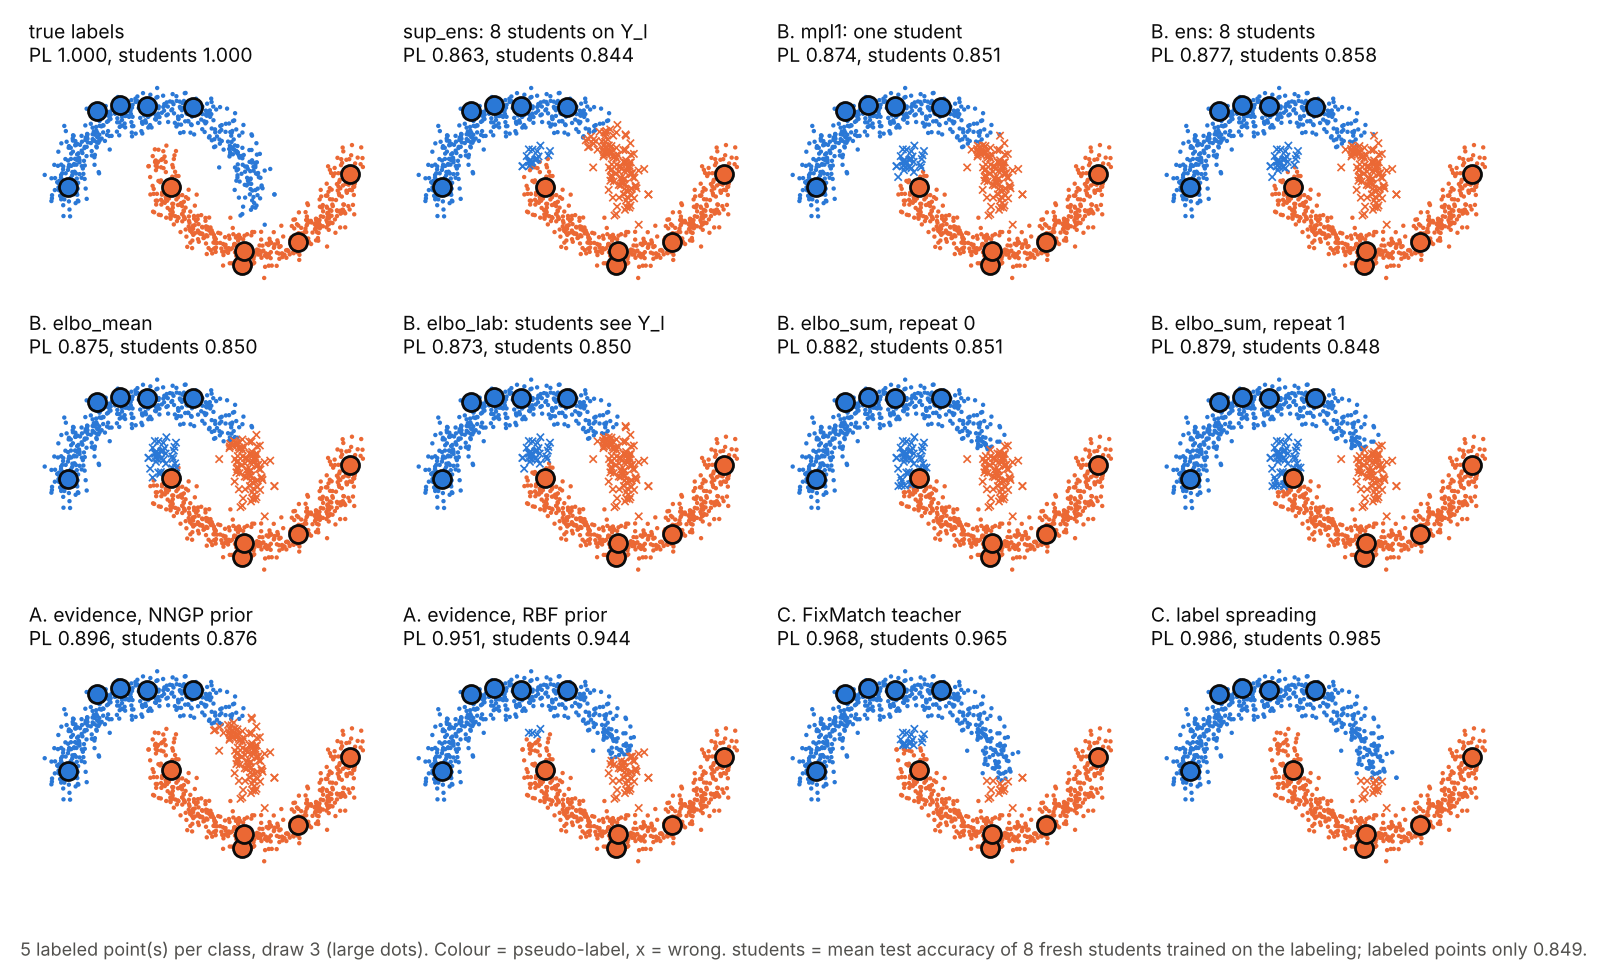 true labels
PL 1.000, students 1.000
sup_ens: 8 students on Y_l
PL 0.863, students 0.844
B. mpl1: one student
PL 0.874, students 0.851
B. ens: 8 students
PL 0.877, students 0.858
B. elbo_mean
PL 0.875, students 0.850
B. elbo_lab: students see Y_l
PL 0.873, students 0.850
B. elbo_sum, repeat 0
PL 0.882, students 0.851
B. elbo_sum, repeat 1
PL 0.879, students 0.848
A. evidence, NNGP prior
PL 0.896, students 0.876
A. evidence, RBF prior
PL 0.951, students 0.944
C. FixMatch teacher
PL 0.968, students 0.965
C. label spreading
PL 0.986, students 0.985
5 labeled point(s) per class, draw 3 (large dots). Colour = pseudo-label, x = wrong. students = mean test accuracy of 8 fresh students trained on the labeling; labeled points only 0.849.